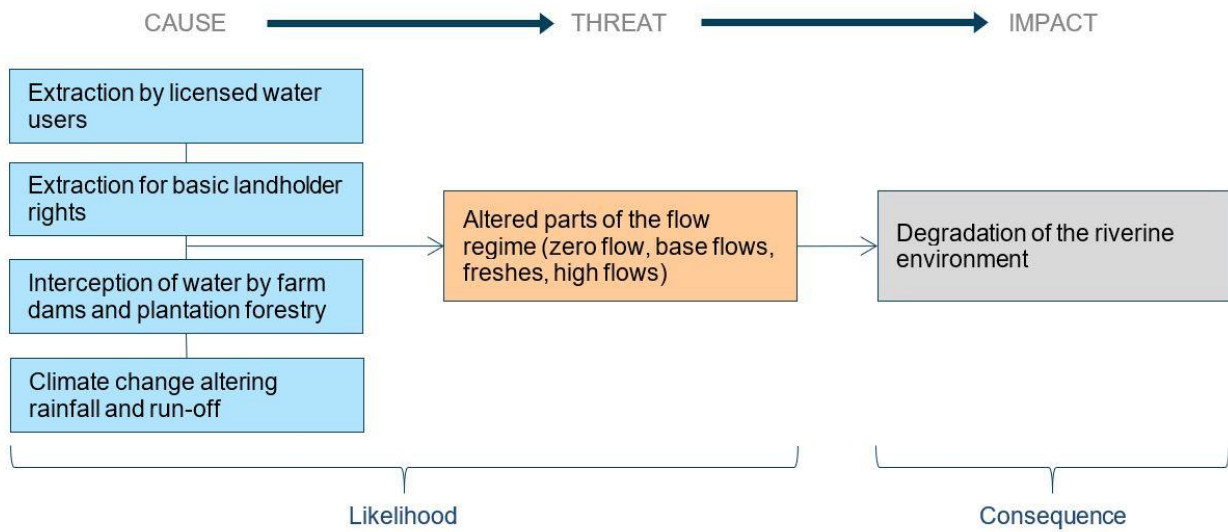 CAUSE
THREAT
IMPACT
Extraction by licensed water
users
Extraction for basic landholder
rights
Interception of water by farm
dams and plantation forestry
Climate change altering
rainfall and run-off
Altered parts of the flow
regime (zero flow, base flows,
freshes, high flows)
Degradation of the riverine
environment
Likelihood
Consequence